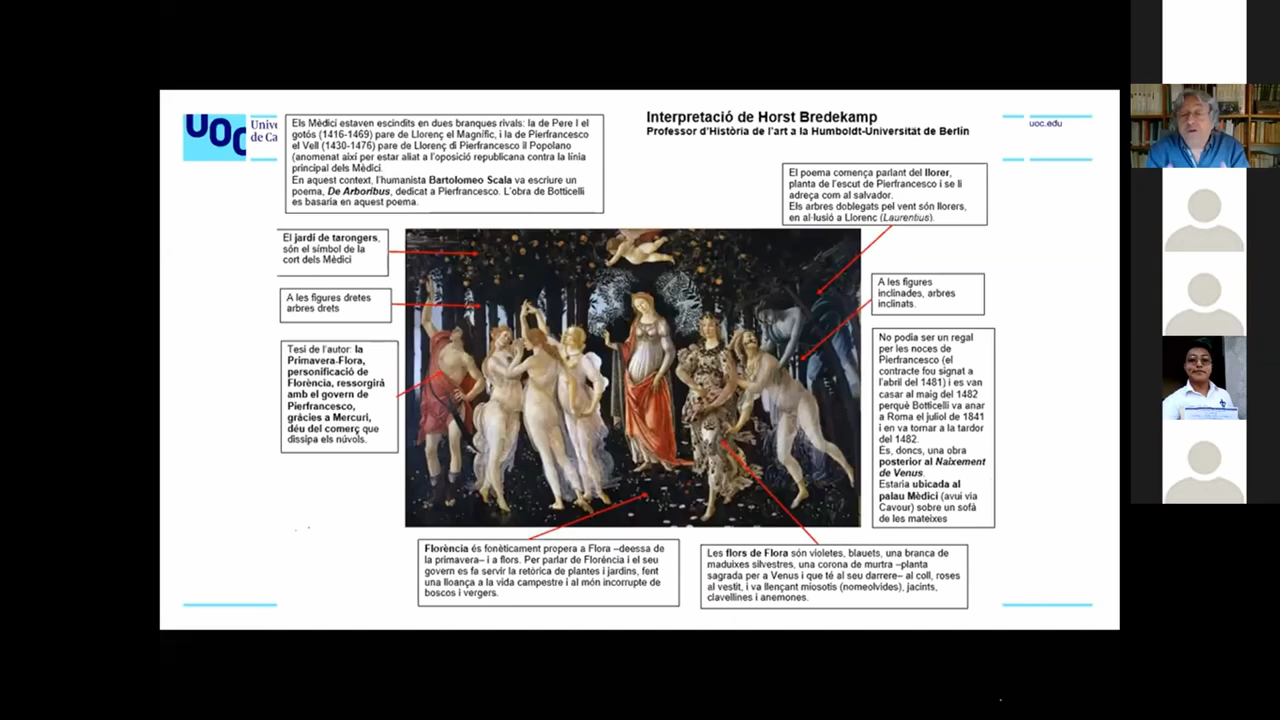 UOC
Unive
de Ca
Els Mèdici estaven escindits en dues branques rivals: la de Pere I el
gotós (1416-1469) pare de Llorenç el Magnífic, i la de Pierfrancesco
el Vell (1430-1476) pare de Llorenç di Pierfrancesco il Popolano
(anomenat així per estar aliat a l'oposició republicana contra la línia
principal dels Mèdici.
En aquest context, l'humanista Bartolomeo Scala va escriure un
poema, De Arboribus, dedicat a Pierfrancesco. L'obra de Botticelli
es basaria en aquest poema.
Interpretació de Horst Bredekamp
Professor d'Història de l'art a la Humboldt-Universität de Berlín
uoc.edu
El poema comença parlant del llorer,
planta de l'escut de Pierfrancesco i se li
adreça com al salvador.
Els arbres doblegats pel vent són llorers,
en al·lusió a Llorenç (Laurentius).
El jardí de tarongers,
són el símbol de la
cort dels Mèdici
A les figures dretes
arbres drets
Tesi de l'autor: la
Primavera-Flora,
personificació de
Florència, ressorgirà
amb el govern de
Pierfrancesco,
gràcies a Mercuri,
déu del comerç que
dissipa els núvols.
A les figures
inclinades, arbres
inclinats.
No podia ser un regal
per les noces de
Pierfrancesco (el
contracte fou signat a
l'abril del 1481) i es van
casar al maig del 1482
perquè Botticelli va anar
a Roma el juliol de 1841
i en va tornar a la tardor
del 1482.
És, doncs, una obra
posterior al Naixement
de Venus.
Estaria ubicada al
palau Mèdici (avui via
Cavour) sobre un sofà
de les mateixes
Florència és fonèticament propera a Flora –deessa de
la primavera– i a flors. Per parlar de Florència i el seu
govern es fa servir la retòrica de plantes i jardins, fent
una lloança a la vida campestre i al món incorrupte de
boscos i vergers.
Les flors de Flora són violetes, blauets, una branca de
maduixes silvestres, una corona de murtra –planta
sagrada per a Venus i que té al seu darrere– al coll, roses
al vestit, i va llençant miosotis (nomeolvides), jacints,
clavellines i anemones.